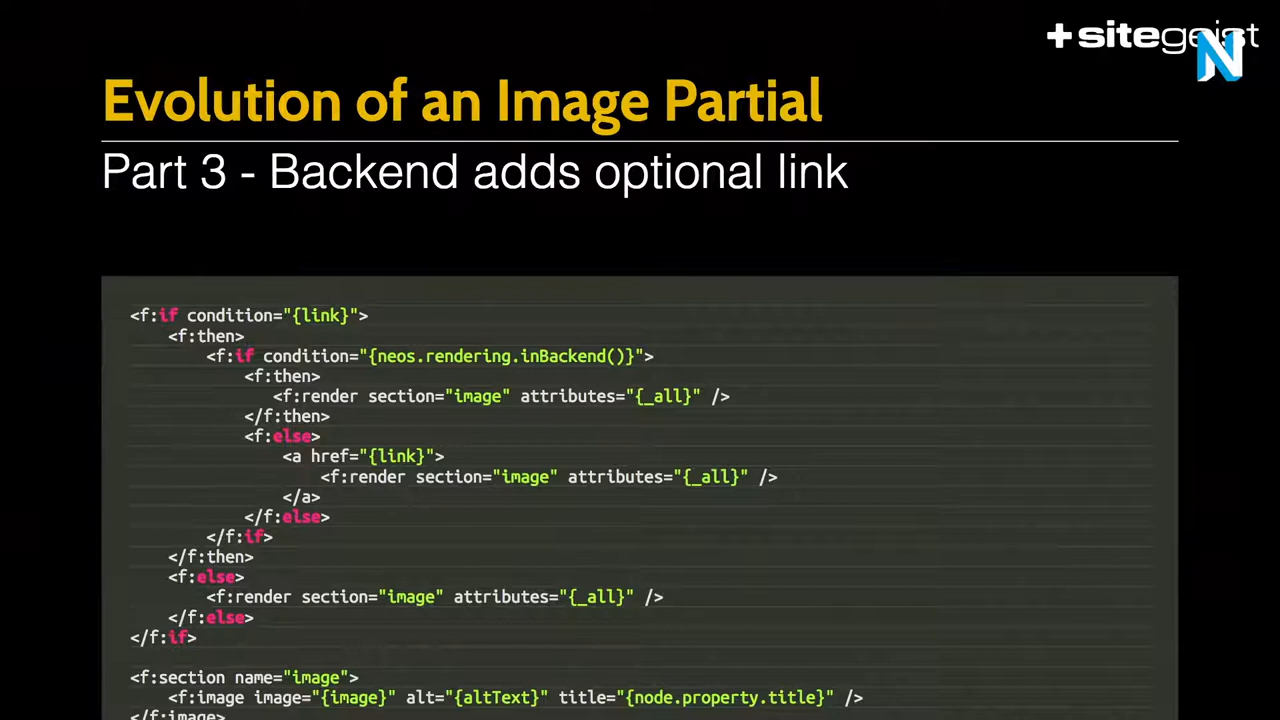 +sitegeist
N
Evolution of an Image Partial
Part 3 - Backend adds optional link
<f:if condition="{link}">
<f:then>
<f:if condition="{neos.rendering.inBackend()}">
<f:then>
<f:render section="image" attributes="{_all}" />
</f:then>
<f:else>
<a href="{link}">
<f:render section="image" attributes="{_all}" />
</a>
</f:else>
</f:if>
</f:then>
<f:else>
<f:render section="image" attributes="{_all}" />
</f:else>
</f:if>
<f:section name="image">
<f:image image="{image}" alt="{altText}" title="{node.property.title}" />
</f:image>